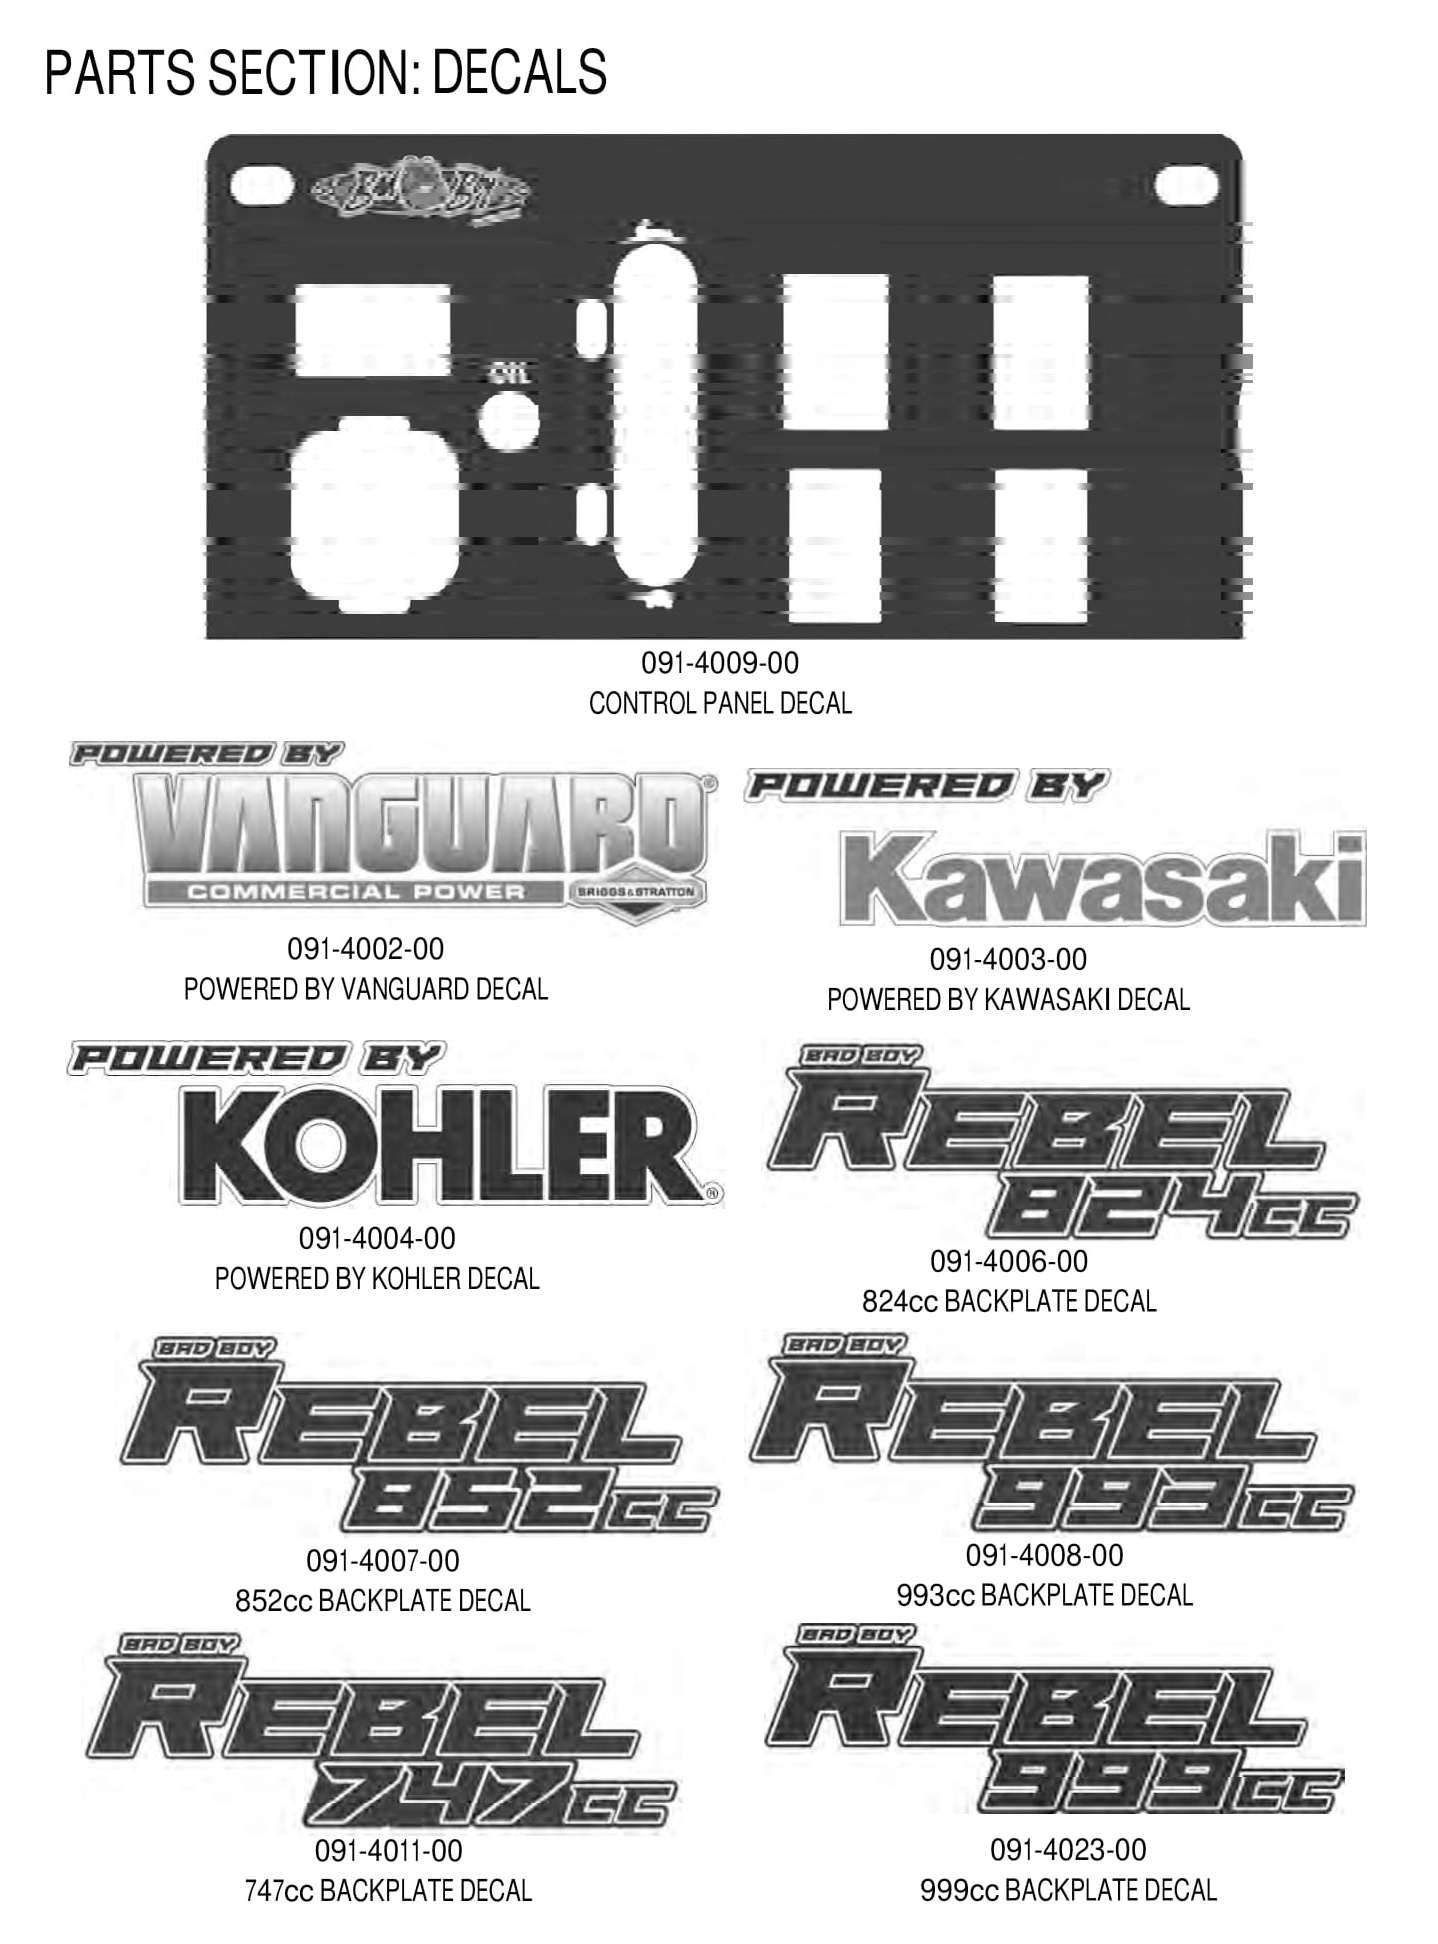 PARTS SECTION: DECALS
OIL
091-4009-00
CONTROL PANEL DECAL
POWERED BY
VANGUARD®
COMMERCIAL POWER
BRIGGS & STRATTON
091-4002-00
POWERED BY VANGUARD DECAL
POWERED BY
Kawasaki
091-4003-00
POWERED BY KAWASAKI DECAL
POWERED BY
KOHLER®
091-4004-00
POWERED BY KOHLER DECAL
BAD BOY
REBEL
824cc
091-4006-00
824cc BACKPLATE DECAL
BAD BOY
REBEL
852cc
091-4007-00
852cc BACKPLATE DECAL
BAD BOY
REBEL
993cc
091-4008-00
993cc BACKPLATE DECAL
BAD BOY
REBEL
747cc
091-4011-00
747cc BACKPLATE DECAL
BAD BOY
REBEL
999cc
091-4023-00
999cc BACKPLATE DECAL